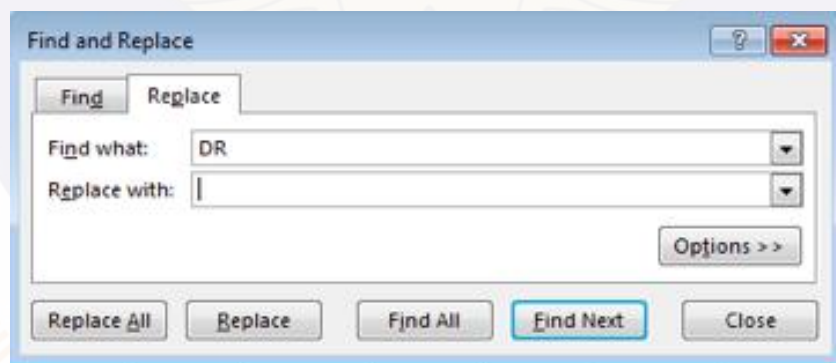 Find and Replace
Find Replace
Find what: DR
Replace with:
Options >>
Replace All Replace Find All Find Next Close